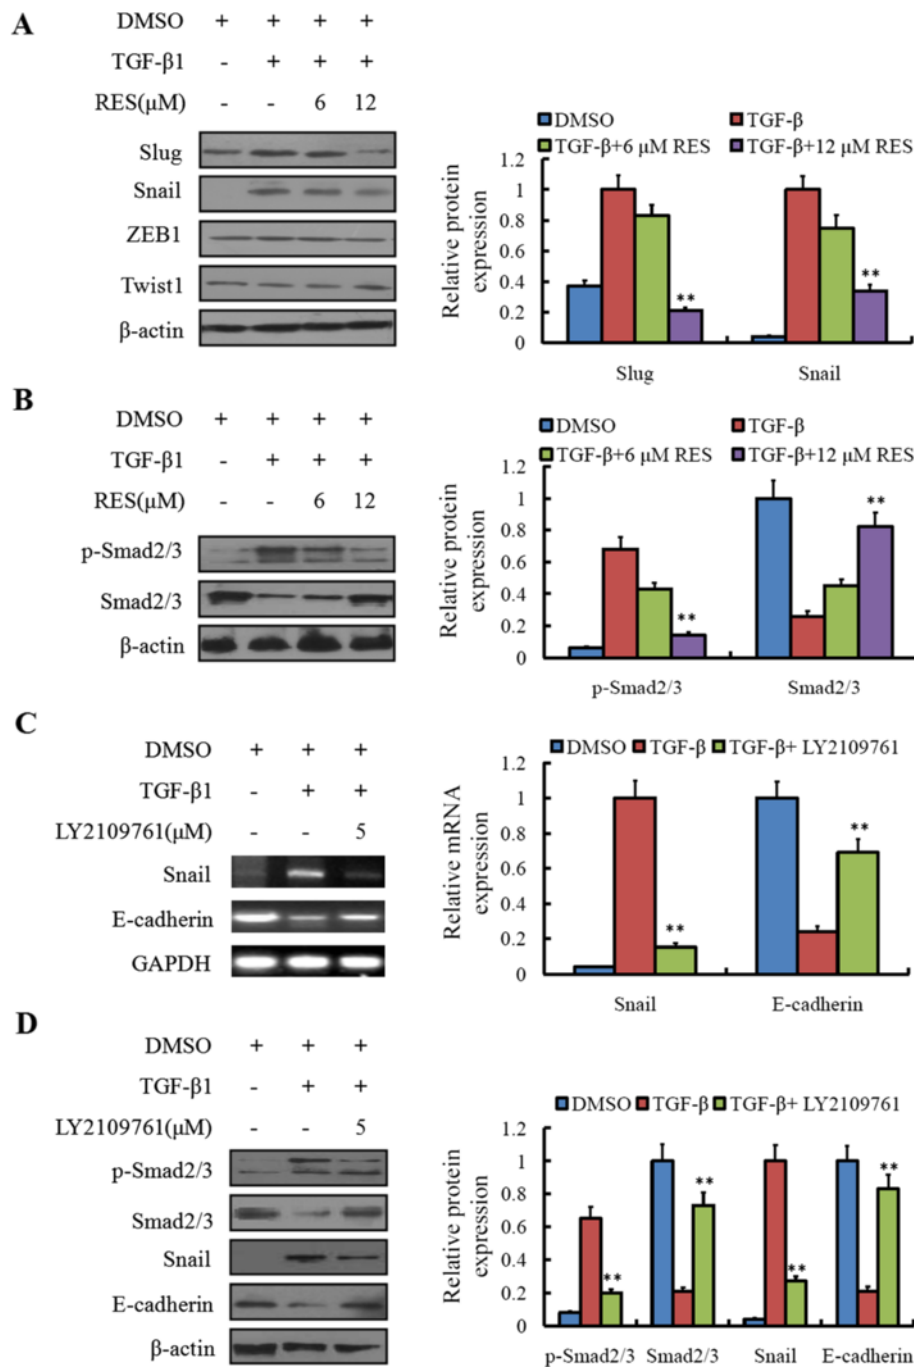 A
DMSO + + + +
TGF-β1 - + + +
RES(μM) - - 6 12
Slug
Snail
ZEB1
Twist1
β-actin
DMSO TGF-β
TGF-β+6 μM RES TGF-β+12 μM RES
Relative protein
expression
1.2
1
0.8
0.6
0.4
0.2
0
**
**
Slug Snail
B
DMSO + + + +
TGF-β1 - + + +
RES(μM) - - 6 12
p-Smad2/3
Smad2/3
β-actin
DMSO TGF-β
TGF-β+6 μM RES TGF-β+12 μM RES
Relative protein
expression
1.2
1
0.8
0.6
0.4
0.2
0
**
**
p-Smad2/3 Smad2/3
C
DMSO + + +
TGF-β1 - + +
LY2109761(μM) - - 5
Snail
E-cadherin
GAPDH
DMSO TGF-β TGF-β+ LY2109761
Relative mRNA
expression
1.2
1
0.8
0.6
0.4
0.2
0
**
**
Snail E-cadherin
D
DMSO + + +
TGF-β1 - + +
LY2109761(μM) - - 5
p-Smad2/3
Smad2/3
Snail
E-cadherin
β-actin
DMSO TGF-β TGF-β+ LY2109761
Relative protein
expression
1.2
1
0.8
0.6
0.4
0.2
0
**
**
**
**
p-Smad2/3 Smad2/3 Snail E-cadherin